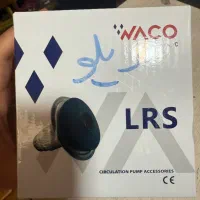 WACO
C
LRS
CIRCULATION PUMP ACCESSORIES
CE